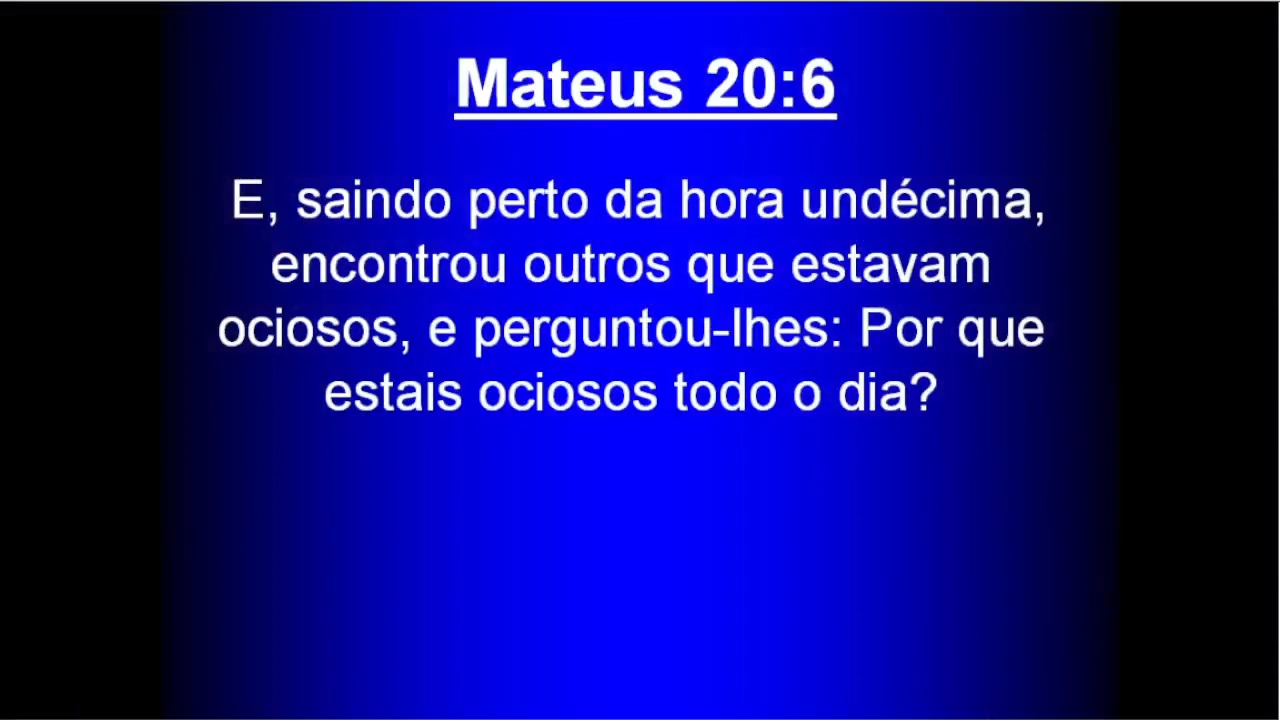 Mateus 20:6
E, saindo perto da hora undécima,
encontrou outros que estavam
ociosos, e perguntou-lhes: Por que
estais ociosos todo o dia?